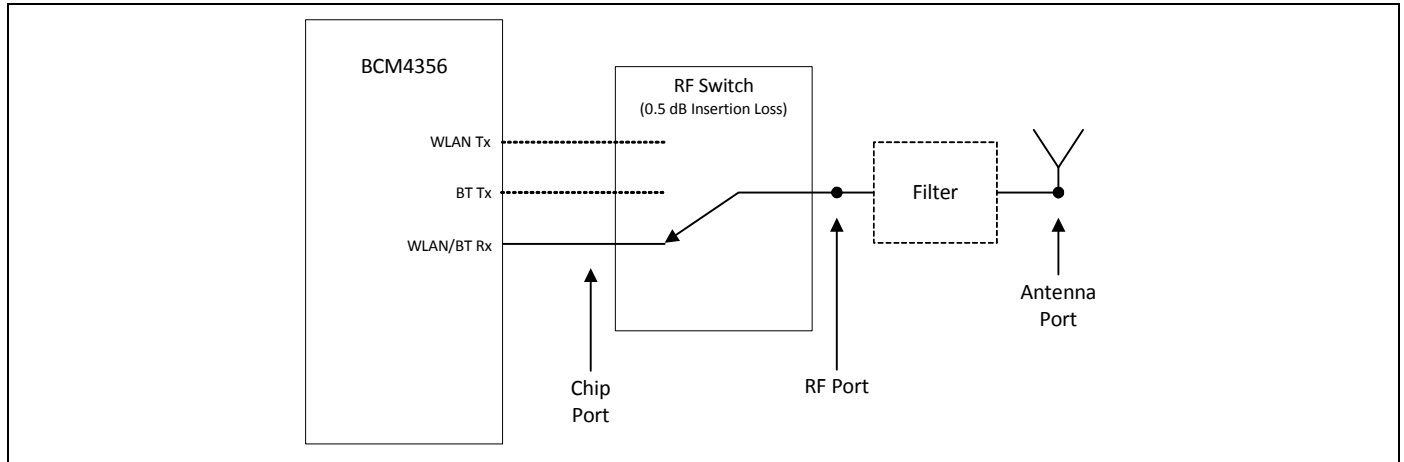 BCM4356
RF Switch
(0.5 dB Insertion Loss)
WLAN Tx
BT Tx
WLAN/BT Rx
Filter
Chip
Port
RF Port
Antenna
Port